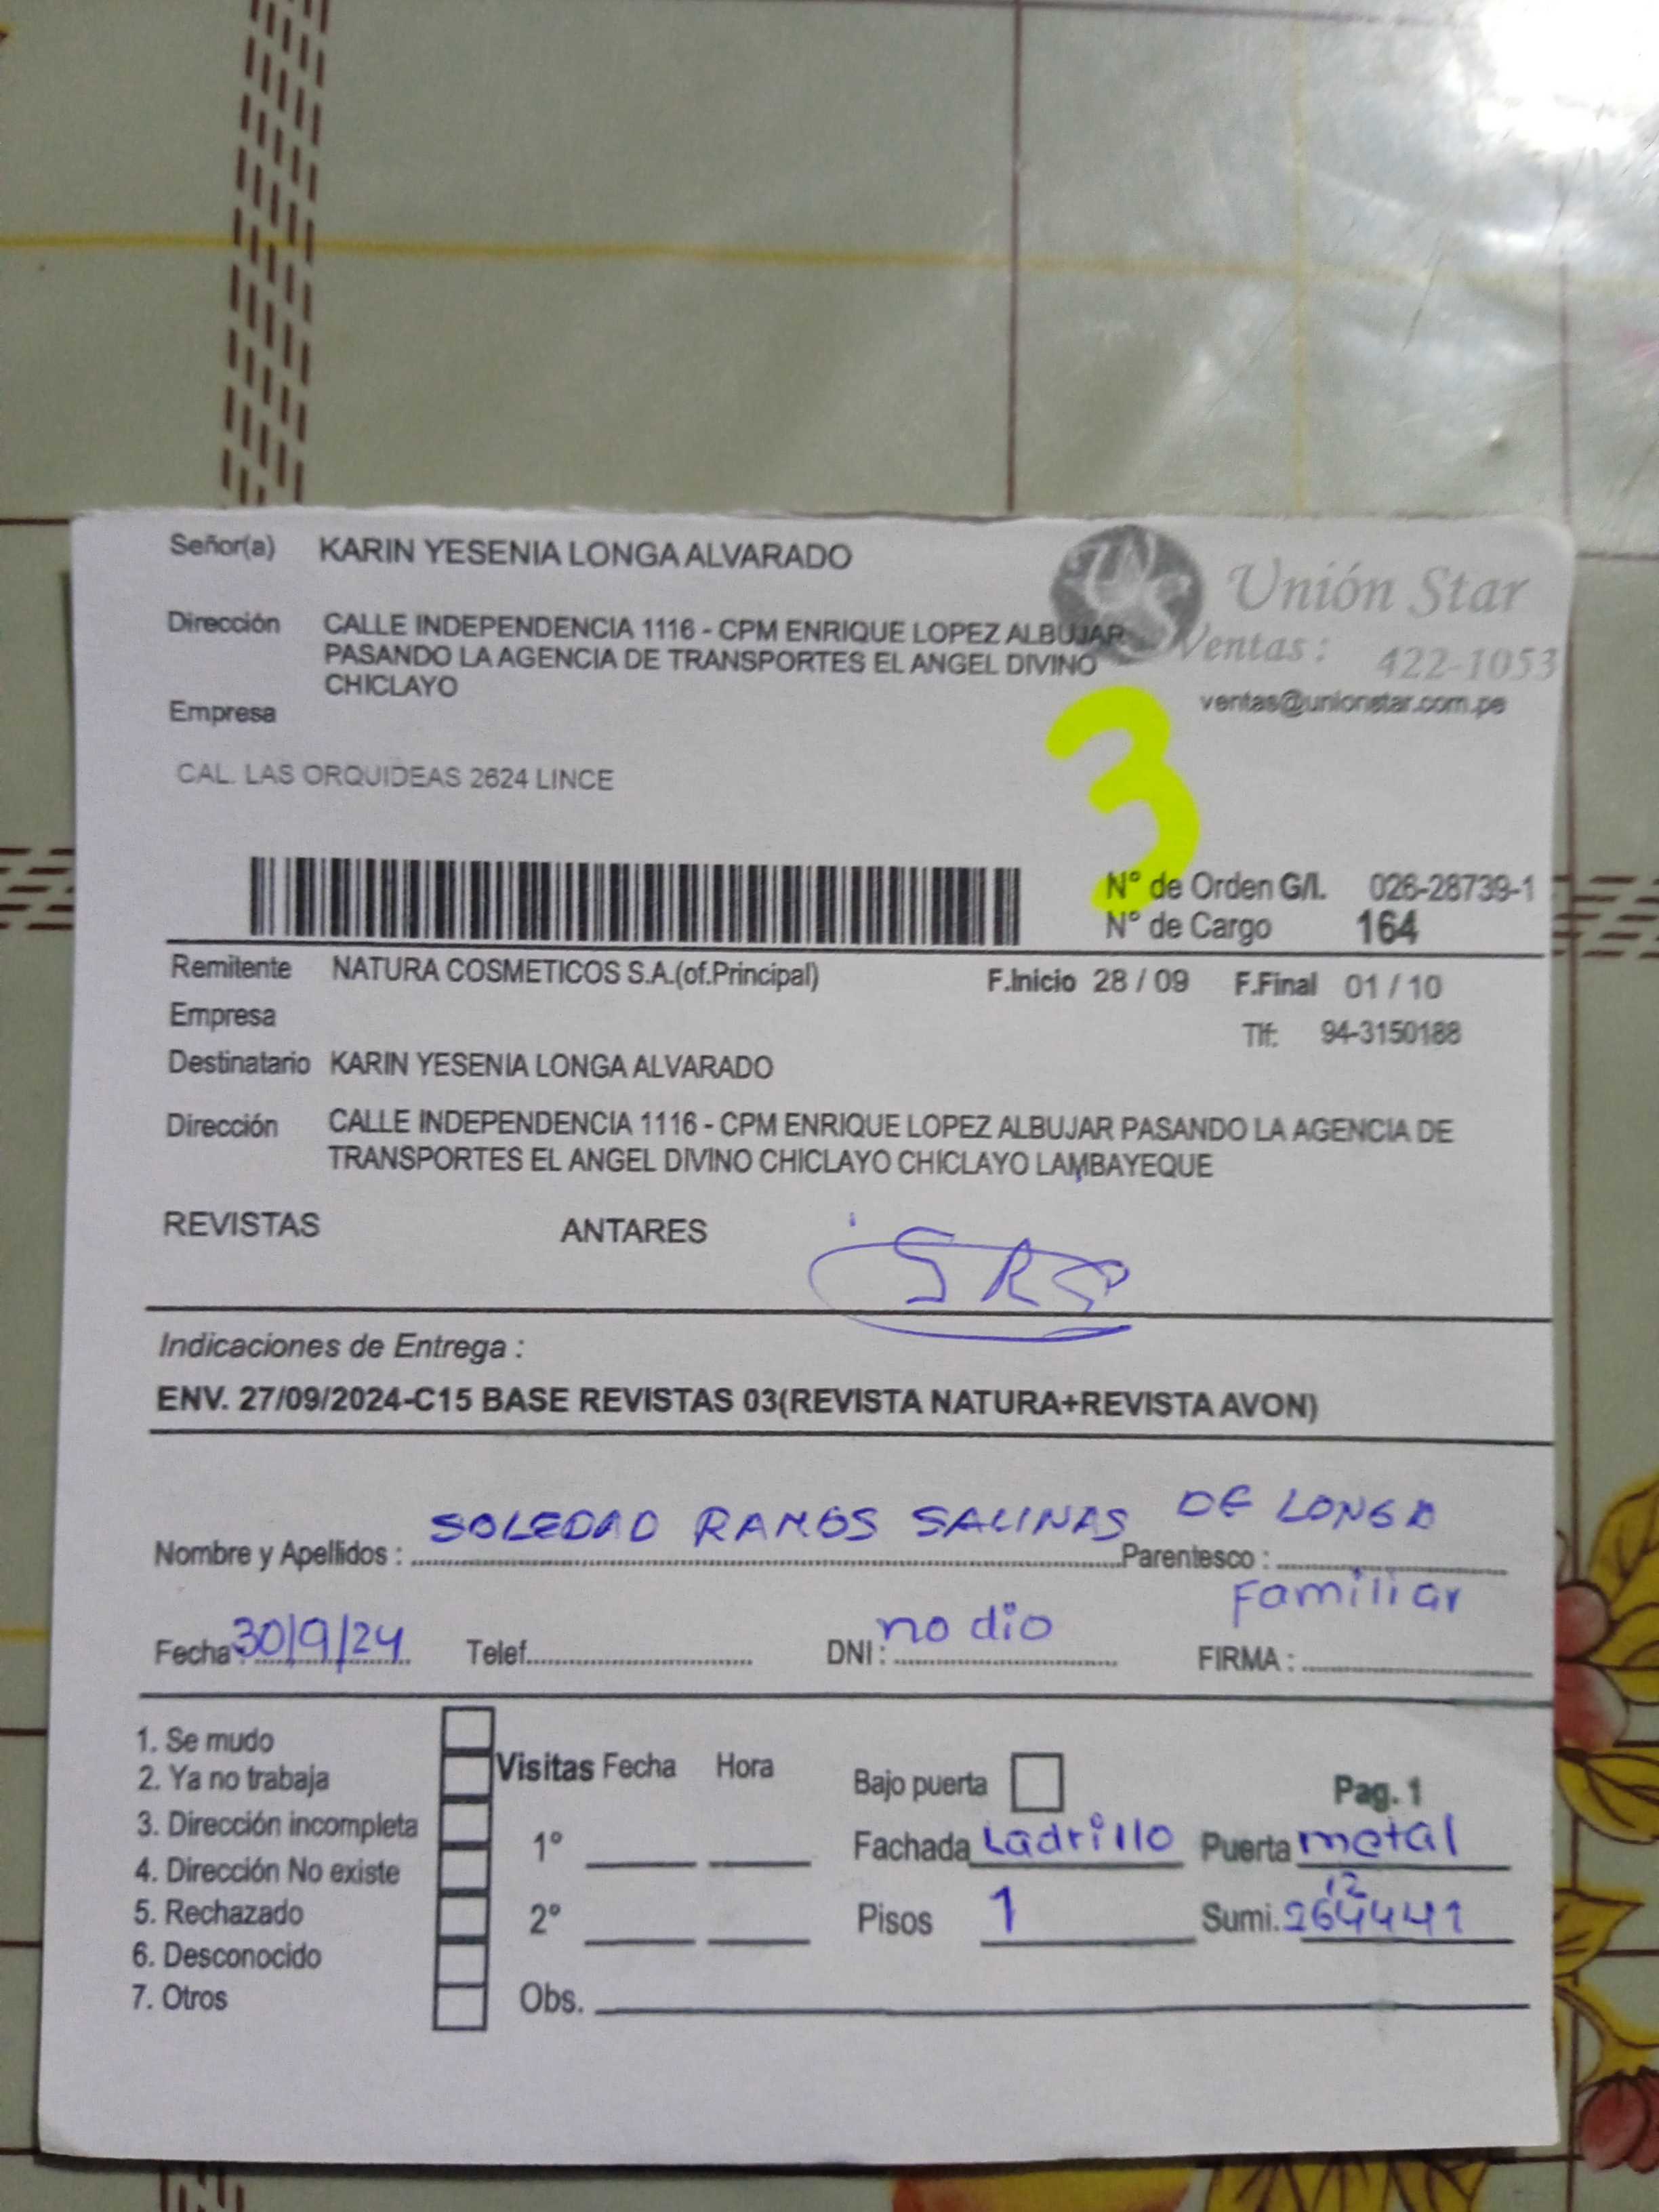 Señor(a) KARIN YESENIA LONGA ALVARADO
Unión Star
Dirección CALLE INDEPENDENCIA 1116 - CPM ENRIQUE LOPEZ ALBUJAR
Ventas: 422-1053
PASANDO LA AGENCIA DE TRANSPORTES EL ANGEL DIVINO
CHICLAYO
ventas@unionstar.com.pe
Empresa
3
CAL. LAS ORQUIDEAS 2624 LINCE
N° de Orden G/I. 026-28739-1
N° de Cargo 164
Remitente NATURA COSMETICOS S.A.(of.Principal) F.Inicio 28 / 09 F.Final 01 / 10
Empresa Tlf: 94-3150188
Destinatario KARIN YESENIA LONGA ALVARADO
Dirección CALLE INDEPENDENCIA 1116 - CPM ENRIQUE LOPEZ ALBUJAR PASANDO LA AGENCIA DE
TRANSPORTES EL ANGEL DIVINO CHICLAYO CHICLAYO LAMBAYEQUE
REVISTAS ANTARES
SRS
Indicaciones de Entrega :
ENV. 27/09/2024-C15 BASE REVISTAS 03(REVISTA NATURA+REVISTA AVON)
SOLEDAD RAMOS SALINAS DE LONGA
Nombre y Apellidos : Parentesco :
Familiar
Fecha : 30/9/24 Telef. DNI : no dio FIRMA :
1. Se mudo
2. Ya no trabaja
3. Dirección incompleta
4. Dirección No existe
5. Rechazado
6. Desconocido
7. Otros
Visitas Fecha Hora
1°
2°
Obs.
Bajo puerta Pag. 1
Fachada Ladrillo Puerta metal
Pisos 1 Sumi. 264441
12